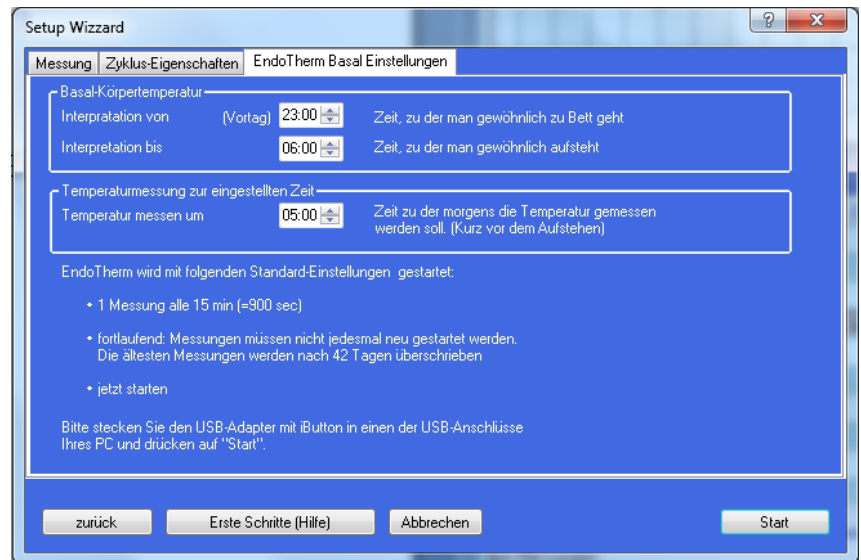 Setup Wizzard
Messung Zyklus-Eigenschaften EndoTherm Basal Einstellungen
Basal-Körpertemperatur
Interpratation von (Vortag) 23:00 Zeit, zu der man gewöhnlich zu Bett geht
Interpretation bis 06:00 Zeit, zu der man gewöhnlich aufsteht
Temperaturmessung zur eingestellten Zeit
Temperatur messen um 05:00 Zeit zu der morgens die Temperatur gemessen
werden soll. (Kurz vor dem Aufstehen)
EndoTherm wird mit folgenden Standard-Einstellungen gestartet:
• 1 Messung alle 15 min (=900 sec)
• fortlaufend: Messungen müssen nicht jedesmal neu gestartet werden.
Die ältesten Messungen werden nach 42 Tagen überschrieben
• jetzt starten
Bitte stecken Sie den USB-Adapter mit iButton in einen der USB-Anschlüsse
Ihres PC und drücken auf "Start".
zurück Erste Schritte (Hilfe) Abbrechen Start